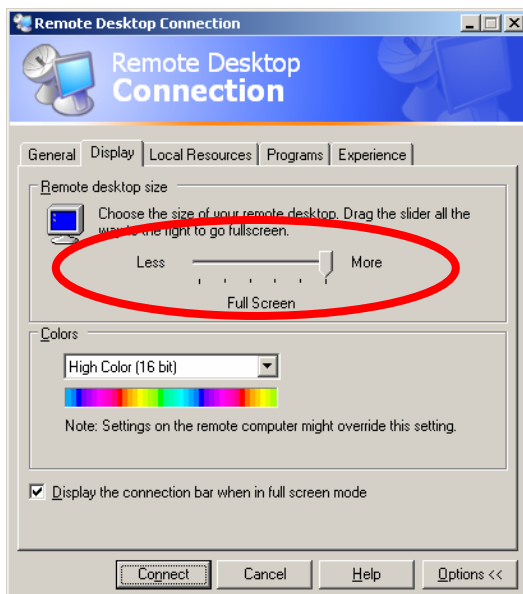 Remote Desktop Connection
Remote Desktop
Connection
General Display Local Resources Programs Experience
Remote desktop size
Choose the size of your remote desktop. Drag the slider all the
way to the right to go fullscreen.
Less More
Full Screen
Colors
High Color (16 bit)
Note: Settings on the remote computer might override this setting.
Display the connection bar when in full screen mode
Connect Cancel Help Options <<